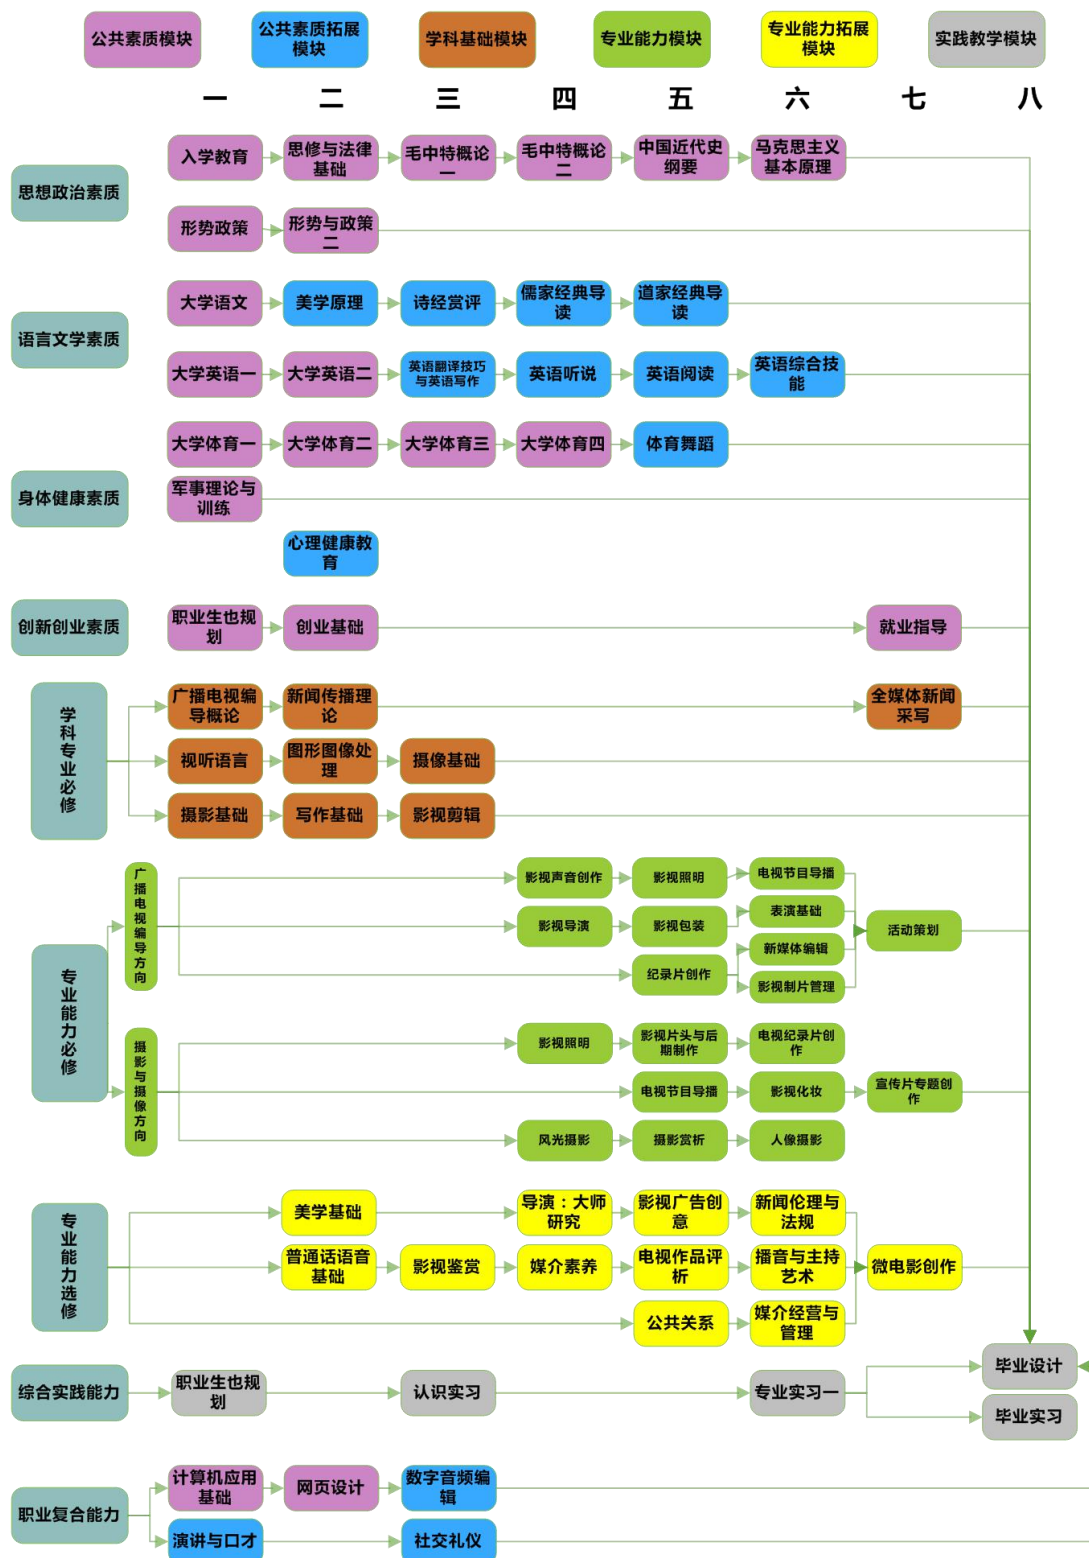 公共素质模块
公共素质拓展
模块
学科基础模块
专业能力模块
专业能力拓展
模块
实践教学模块
一 二 三 四 五 六 七 八
思想政治素质
入学教育
思修与法律
基础
毛中特概论
一
毛中特概论
二
中国近代史
纲要
马克思主义
基本原理
形势政策
形势与政策
二
语言文学素质
大学语文
美学原理
诗经赏评
儒家经典导
读
道家经典导
读
大学英语一
大学英语二
英语翻译技巧
与英语写作
英语听说
英语阅读
英语综合技
能
身体健康素质
大学体育一
大学体育二
大学体育三
大学体育四
体育舞蹈
军事理论与
训练
心理健康教
育
创新创业素质
职业生也规
划
创业基础
就业指导
学科专业必修
广播电视编
导概论
新闻传播理
论
全媒体新闻
采写
视听语言
图形图像处
理
摄像基础
摄影基础
写作基础
影视剪辑
专业能力必修
广播电视编导方向
影视声音创作
影视照明
电视节目导播
影视导演
影视包装
表演基础
活动策划
纪录片创作
新媒体编辑
影视制片管理
摄影与摄像方向
影视照明
影视片头与后
期制作
电视纪录片创
作
电视节目导播
影视化妆
宣传片专题创
作
风光摄影
摄影赏析
人像摄影
专业能力选修
美学基础
导演：大师
研究
影视广告创
意
新闻伦理与
法规
普通话语音
基础
影视鉴赏
媒介素养
电视作品评
析
播音与主持
艺术
微电影创作
公共关系
媒介经营与
管理
综合实践能力
职业生也规
划
认识实习
专业实习一
毕业设计
毕业实习
职业复合能力
计算机应用
基础
网页设计
数字音频编
辑
演讲与口才
社交礼仪